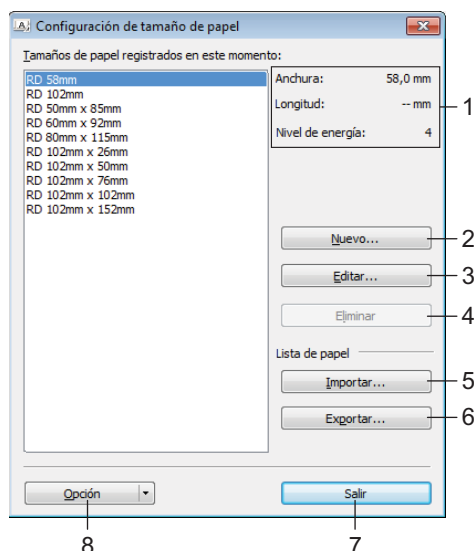 Configuración de tamaño de papel
Tamaños de papel registrados en este momento:
RD 58mm
RD 102mm
RD 50mm x 85mm
RD 60mm x 92mm
RD 80mm x 115mm
RD 102mm x 26mm
RD 102mm x 50mm
RD 102mm x 76mm
RD 102mm x 102mm
RD 102mm x 152mm
Anchura: 58,0 mm
Longitud: -- mm
Nivel de energía: 4
1
Nuevo... 2
Editar... 3
Eliminar 4
Lista de papel
Importar... 5
Exportar... 6
Opción Salir
8 7